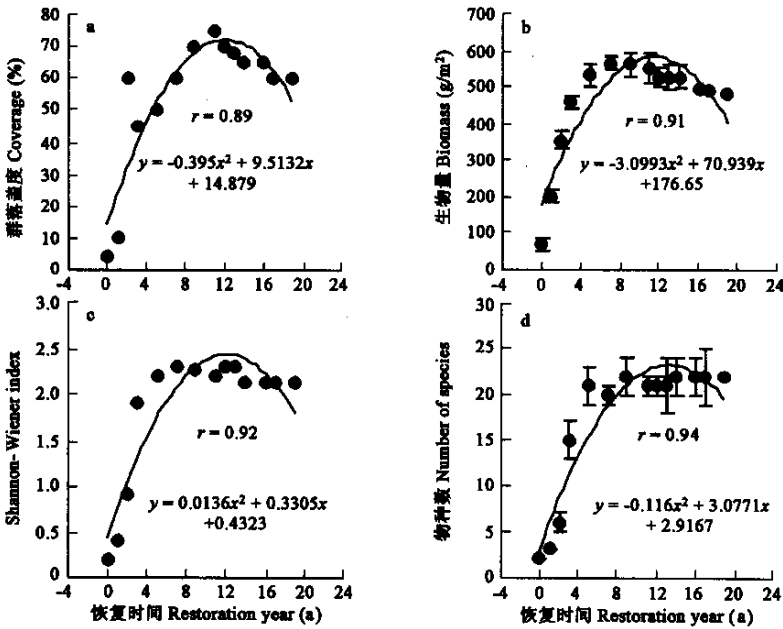 a
80
70
60
50
40
30
20
10
0
群落盖度 Coverage (%)
r = 0.89
y = -0.395x² + 9.5132x
+ 14.879
-4 0 4 8 12 16 20 24
b
700
600
500
400
300
200
100
0
生物量 Biomass (g/m²)
r = 0.91
y = -3.0993x² + 70.939x
+176.65
-4 0 4 8 12 16 20 24
c
3.0
2.5
2.0
1.5
1.0
0.5
0
Shannon-Wiener index
r = 0.92
y = 0.0136x² + 0.3305x
+0.4323
-4 0 4 8 12 16 20 24
恢复时间 Restoration year (a)
d
30
25
20
15
10
5
0
物种数 Number of species
r = 0.94
y = -0.116x² + 3.0771x
+ 2.9167
-4 0 4 8 12 16 20 24
恢复时间 Restoration year (a)